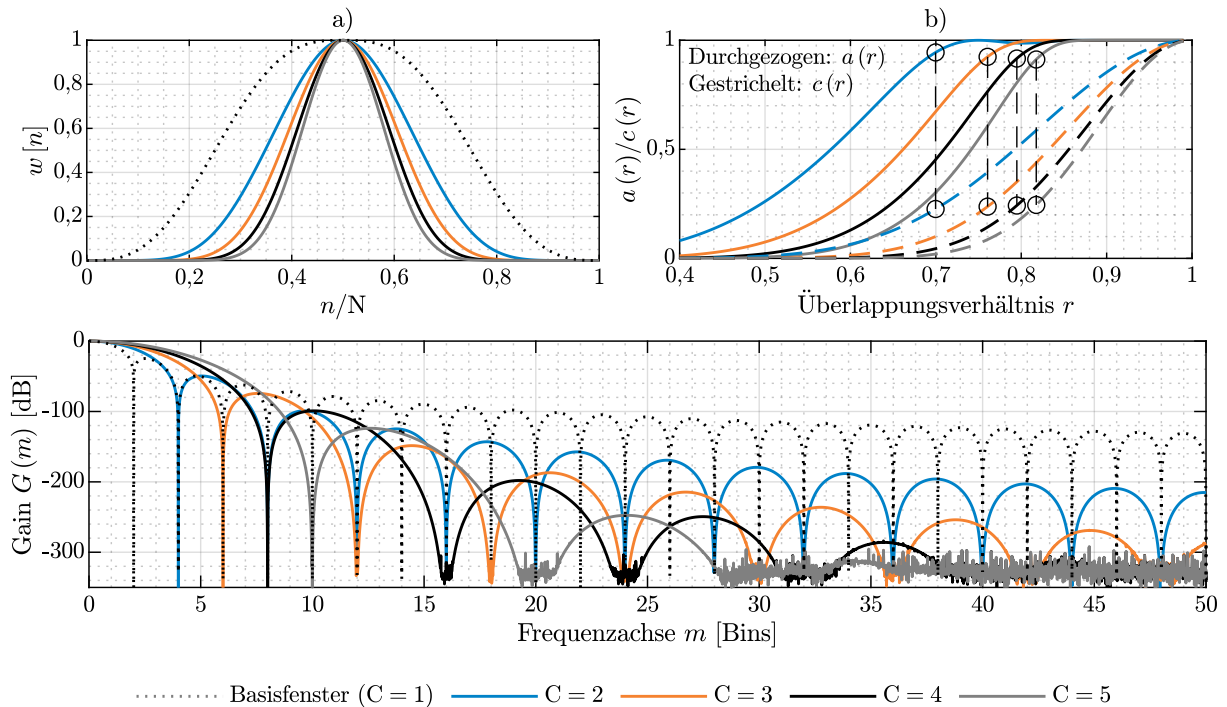 a)
1
0,8
0,6
0,4
0,2
0
w [n]
0
0,2
0,4
0,6
0,8
1
n/N
b)
1
0,5
0
a (r)/c (r)
Durchgezogen: a (r)
Gestrichelt: c (r)
0,4
0,5
0,6
0,7
0,8
0,9
1
Überlappungsverhältnis r
0
-100
-200
-300
Gain G (m) [dB]
0
5
10
15
20
25
30
35
40
45
50
Frequenzachse m [Bins]
Basisfenster (C = 1)
C = 2
C = 3
C = 4
C = 5